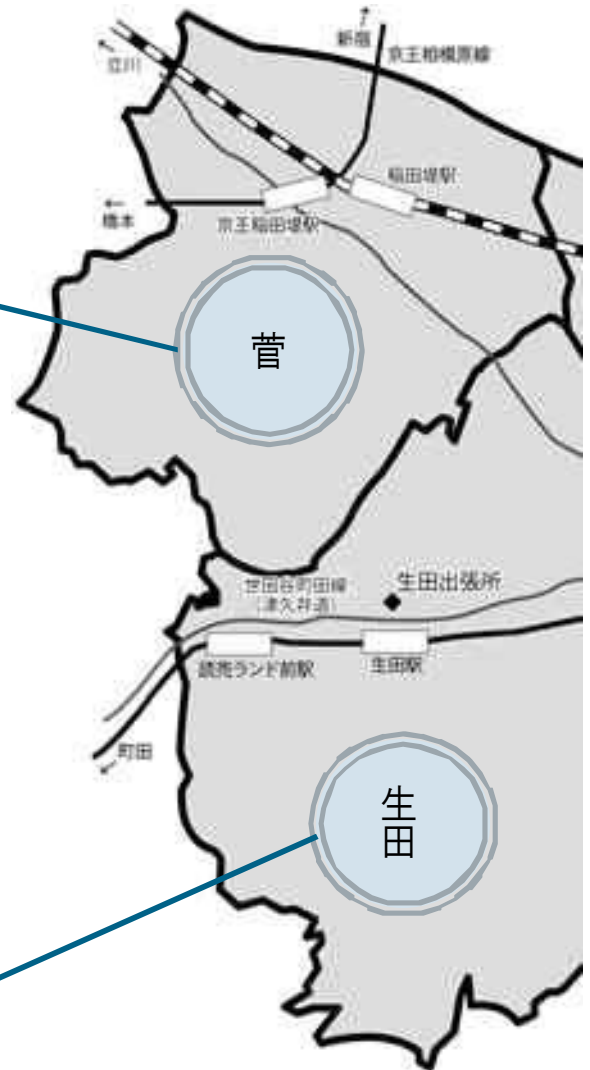 新宿
京王相模原線
立川
稲田堤駅
橋本
京王稲田堤駅
菅
世田谷町田線
(津久井道)
生田出張所
読売ランド前駅
生田駅
町田
生田